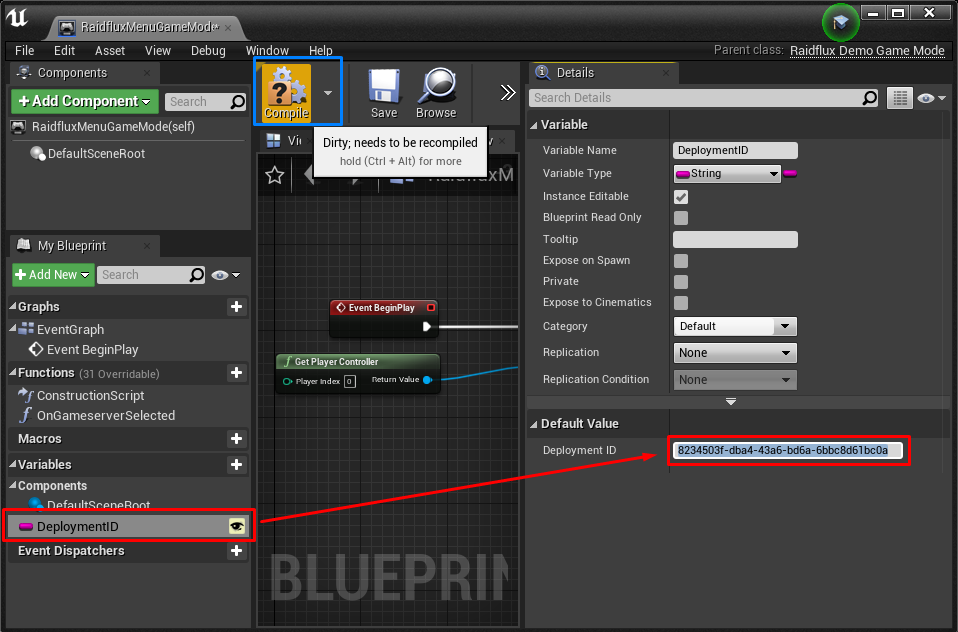 RaidfluxMenuGameMode*
File Edit Asset View Debug Window Help
Parent class: Raidflux Demo Game Mode
Components
+ Add Component
Search
RaidfluxMenuGameMode(self)
DefaultSceneRoot
My Blueprint
+ Add New
Search
Graphs
EventGraph
Event BeginPlay
Functions (31 Overridable)
ConstructionScript
OnGameserverSelected
Macros
Variables
Components
DefaultSceneRoot
DeploymentID
Event Dispatchers
Compile
Save
Browse
Dirty; needs to be recompiled
hold (Ctrl + Alt) for more
Event BeginPlay
Get Player Controller
Player Index 0
Return Value
BLUEPRIN
Details
Search Details
Variable
Variable Name DeploymentID
Variable Type String
Instance Editable
Blueprint Read Only
Tooltip
Expose on Spawn
Private
Expose to Cinematics
Category Default
Replication None
Replication Condition None
Default Value
Deployment ID 8234503f-dba4-43a6-bd6a-6bbc8d61bc0a